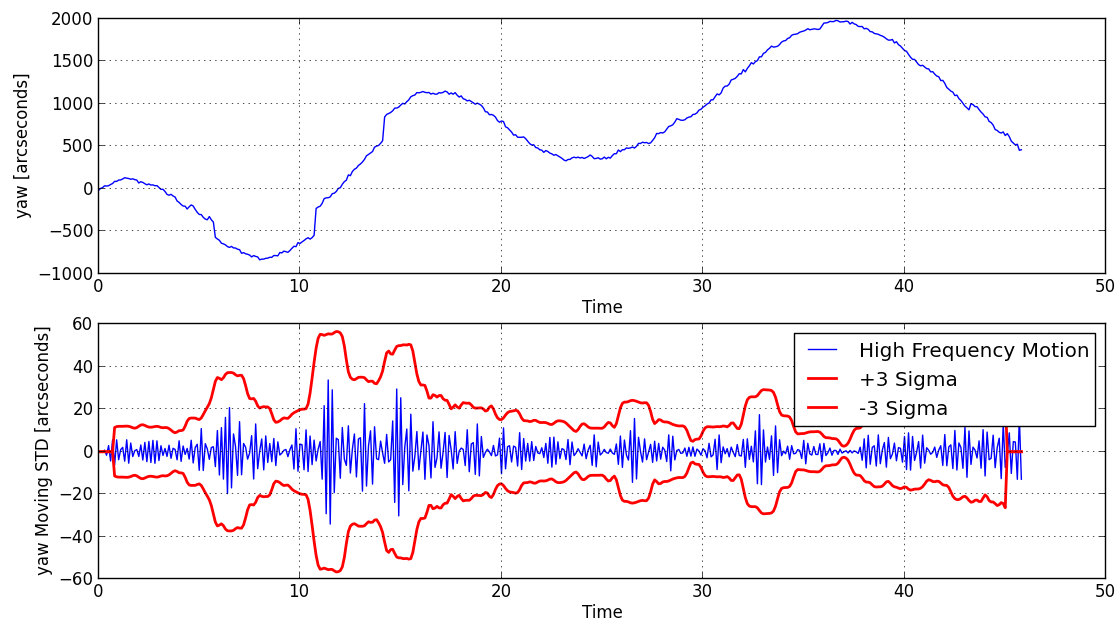 2000
1500
1000
500
0
−500
−1000
yaw [arcseconds]
0 10 20 30 40 50
Time
60
40
20
0
−20
−40
−60
yaw Moving STD [arcseconds]
High Frequency Motion
+3 Sigma
-3 Sigma
0 10 20 30 40 50
Time